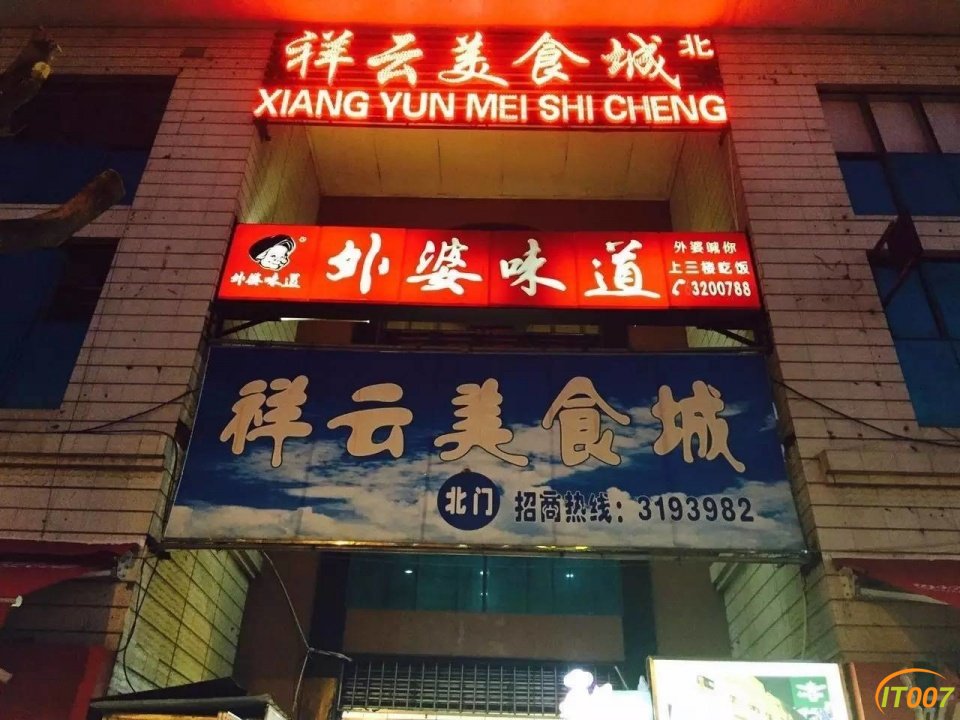 祥云美食城 北
XIANG YUN MEI SHI CHENG
外婆味道
外婆味道
外婆喊你
上三楼吃饭
3200788
祥云美食城
北门
招商热线：3193982
IT007